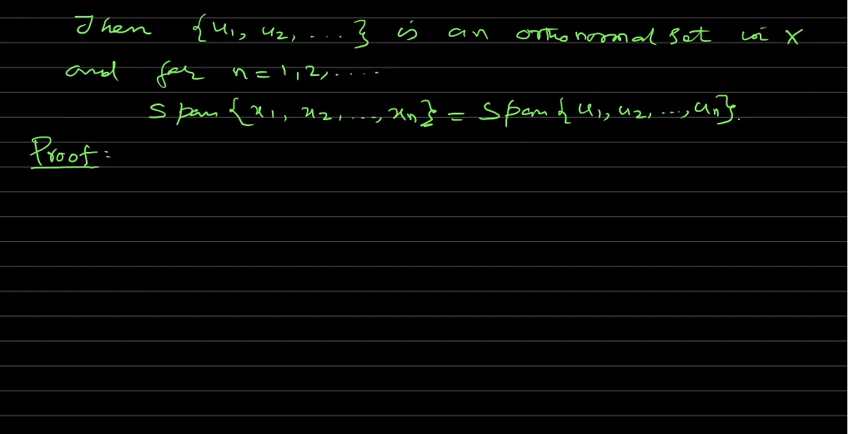 Then {u₁, u₂, ....} is an orthonormal set in X
and for n = 1, 2, ....
Span{x₁, x₂, ..., xₙ} = Span{u₁, u₂, ..., uₙ}.
Proof: